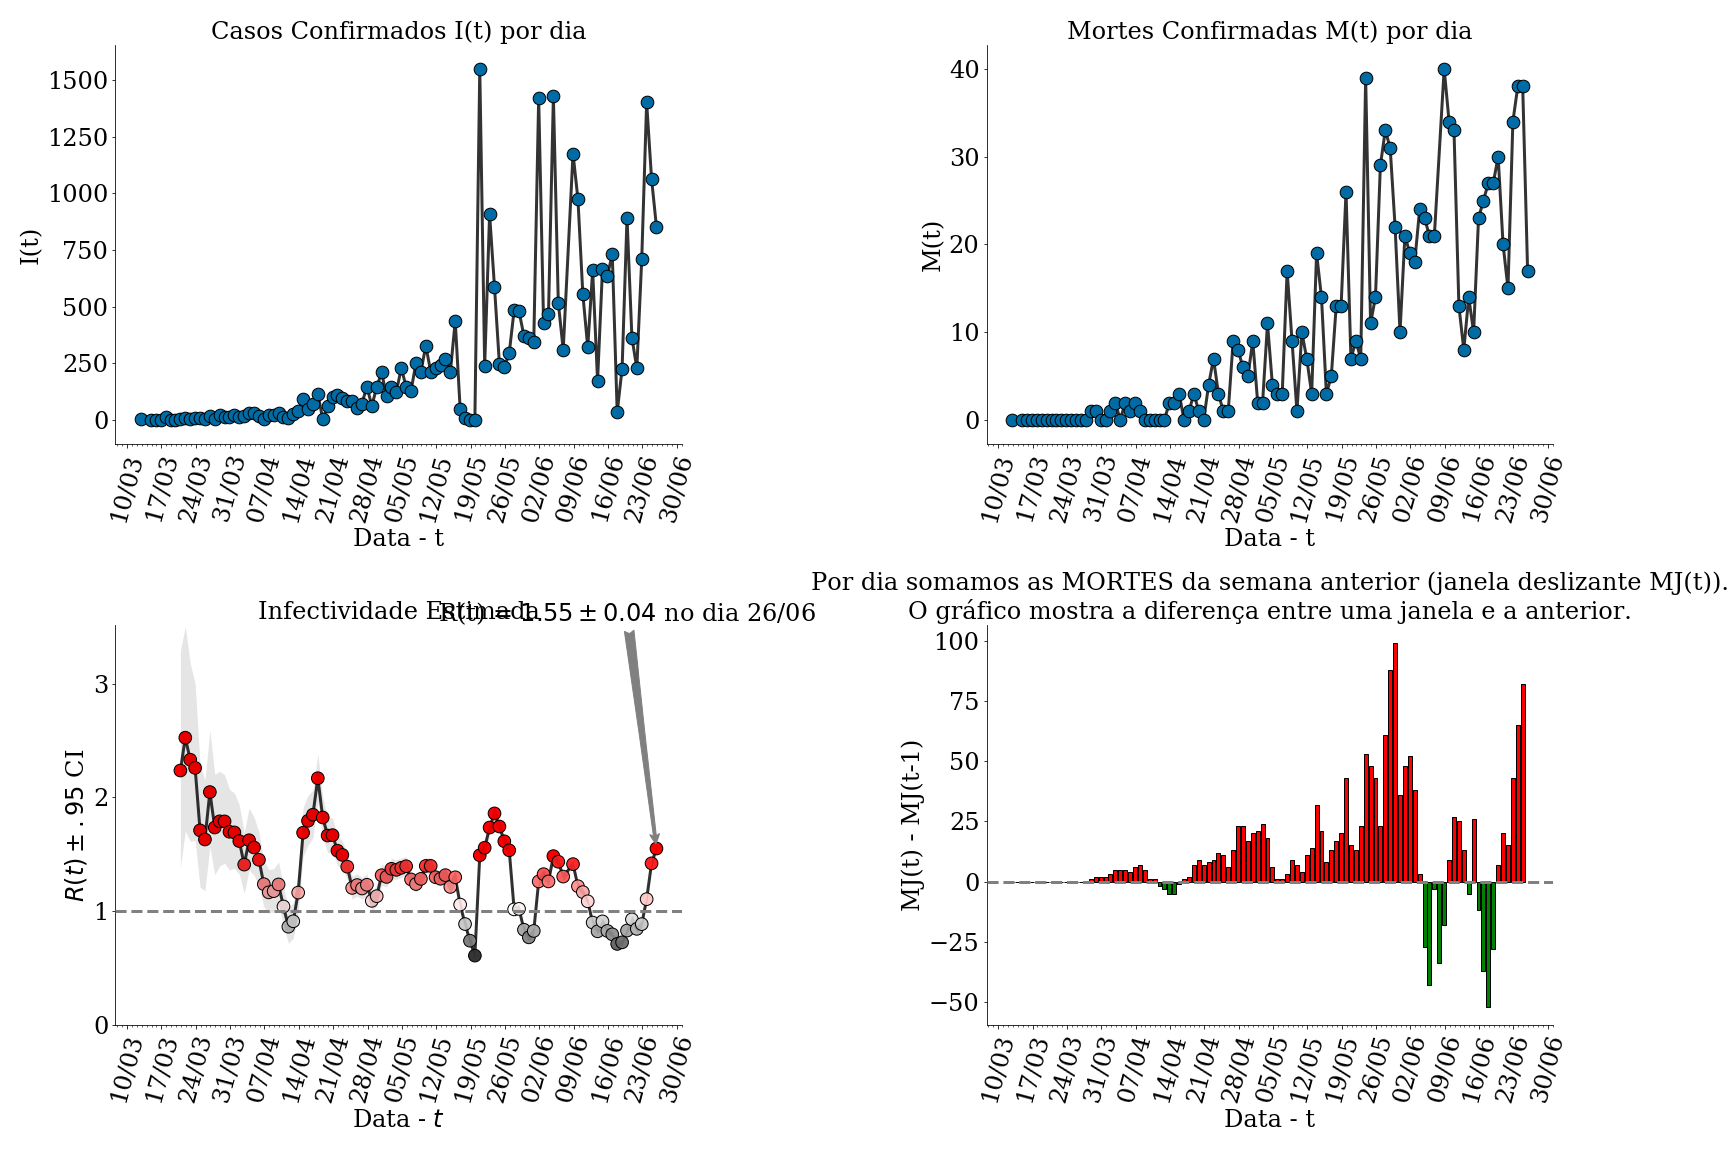 Casos Confirmados I(t) por dia
I(t)
1500
1250
1000
750
500
250
0
10/03 17/03 24/03 31/03 07/04 14/04 21/04 28/04 05/05 12/05 19/05 26/05 02/06 09/06 16/06 23/06 30/06
Data - t
Mortes Confirmadas M(t) por dia
M(t)
40
30
20
10
0
10/03 17/03 24/03 31/03 07/04 14/04 21/04 28/04 05/05 12/05 19/05 26/05 02/06 09/06 16/06 23/06 30/06
Data - t
Infectividade Estimada
R(t) = 1.55 ± 0.04 no dia 26/06
R(t) ± .95 CI
3
2
1
0
10/03 17/03 24/03 31/03 07/04 14/04 21/04 28/04 05/05 12/05 19/05 26/05 02/06 09/06 16/06 23/06 30/06
Data - t
Por dia somamos as MORTES da semana anterior (janela deslizante MJ(t)).
O gráfico mostra a diferença entre uma janela e a anterior.
MJ(t) - MJ(t-1)
100
75
50
25
0
−25
−50
10/03 17/03 24/03 31/03 07/04 14/04 21/04 28/04 05/05 12/05 19/05 26/05 02/06 09/06 16/06 23/06 30/06
Data - t